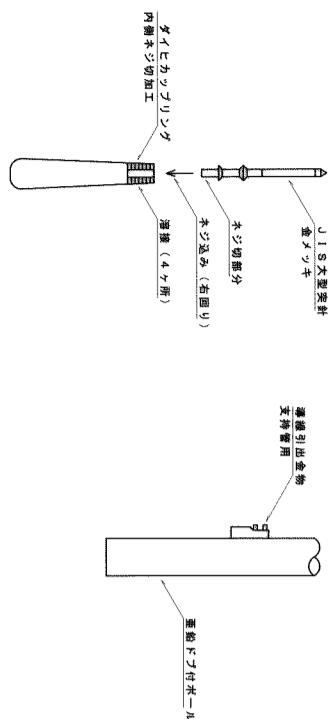 JIS大型突針
金メッキ
ネジ切部分
ネジ込み（右回り）
溶接（4ヶ所）
ダイヒカップリング
内側ネジ切加工
導線引出金物
支持管用
亜鉛ドブ付ポール